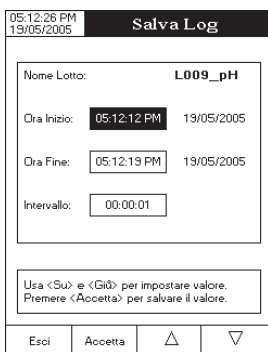 05:12:26 PM
19/05/2005
Salva Log
Nome Lotto: L009_pH
Ora Inizio: 05:12:12 PM 19/05/2005
Ora Fine: 05:12:19 PM 19/05/2005
Intervallo: 00:00:01
Usa <Su> e <Giû> per impostare valore.
Premere <Accetta> per salvare il valore.
Esci Accetta △ ▽